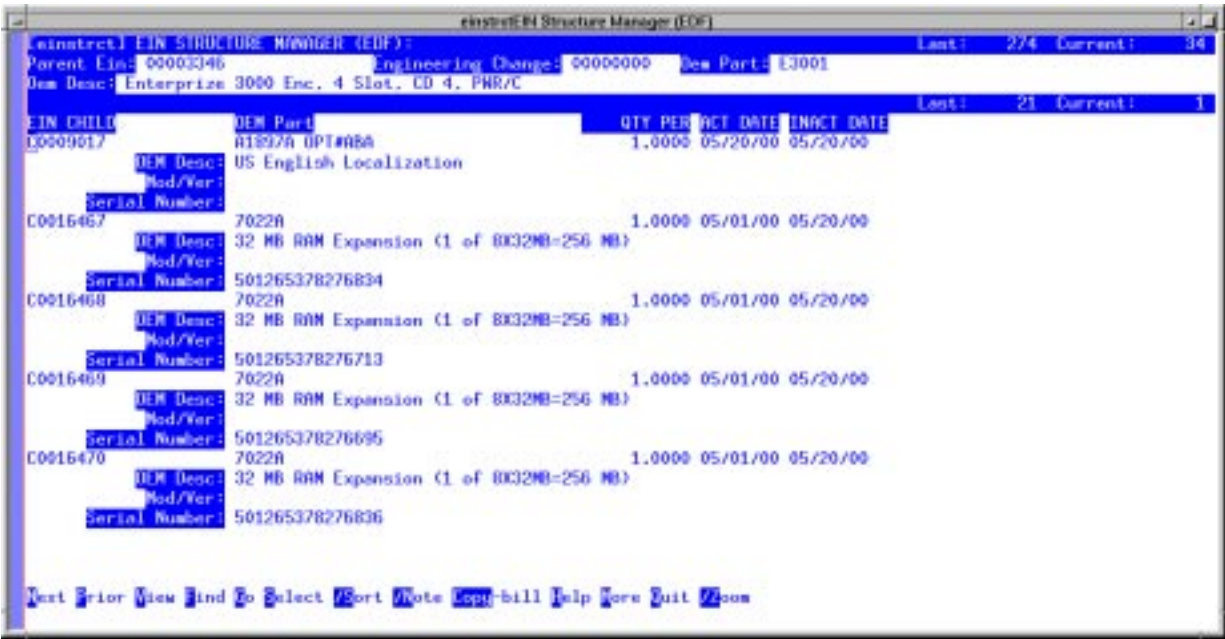 einstrctEIN Structure Manager (EOF)
[einstrct] EIN STRUCTURE MANAGER (EOF): Last: 274 Current: 34
Parent Ein: 00003346 Engineering Change: 00000000 Oem Part: E3001
Oem Desc: Enterprize 3000 Enc, 4 Slot, CD 4, PWR/C
Last: 21 Current: 1
EIN CHILD OEM Part QTY PER ACT DATE INACT DATE
C0009017 A1897A OPT#ABA 1.0000 05/20/00 05/20/00
OEM Desc: US English Localization
Mod/Ver:
Serial Number:
C0016467 7022A 1.0000 05/01/00 05/20/00
OEM Desc: 32 MB RAM Expansion (1 of 8X32MB=256 MB)
Mod/Ver:
Serial Number: 501265378276834
C0016468 7022A 1.0000 05/01/00 05/20/00
OEM Desc: 32 MB RAM Expansion (1 of 8X32MB=256 MB)
Mod/Ver:
Serial Number: 501265378276713
C0016469 7022A 1.0000 05/01/00 05/20/00
OEM Desc: 32 MB RAM Expansion (1 of 8X32MB=256 MB)
Mod/Ver:
Serial Number: 501265378276695
C0016470 7022A 1.0000 05/01/00 05/20/00
OEM Desc: 32 MB RAM Expansion (1 of 8X32MB=256 MB)
Mod/Ver:
Serial Number: 501265378276836
Next Prior View Find Go Select /Sort /Note Copy-bill Help More Quit /Zoom